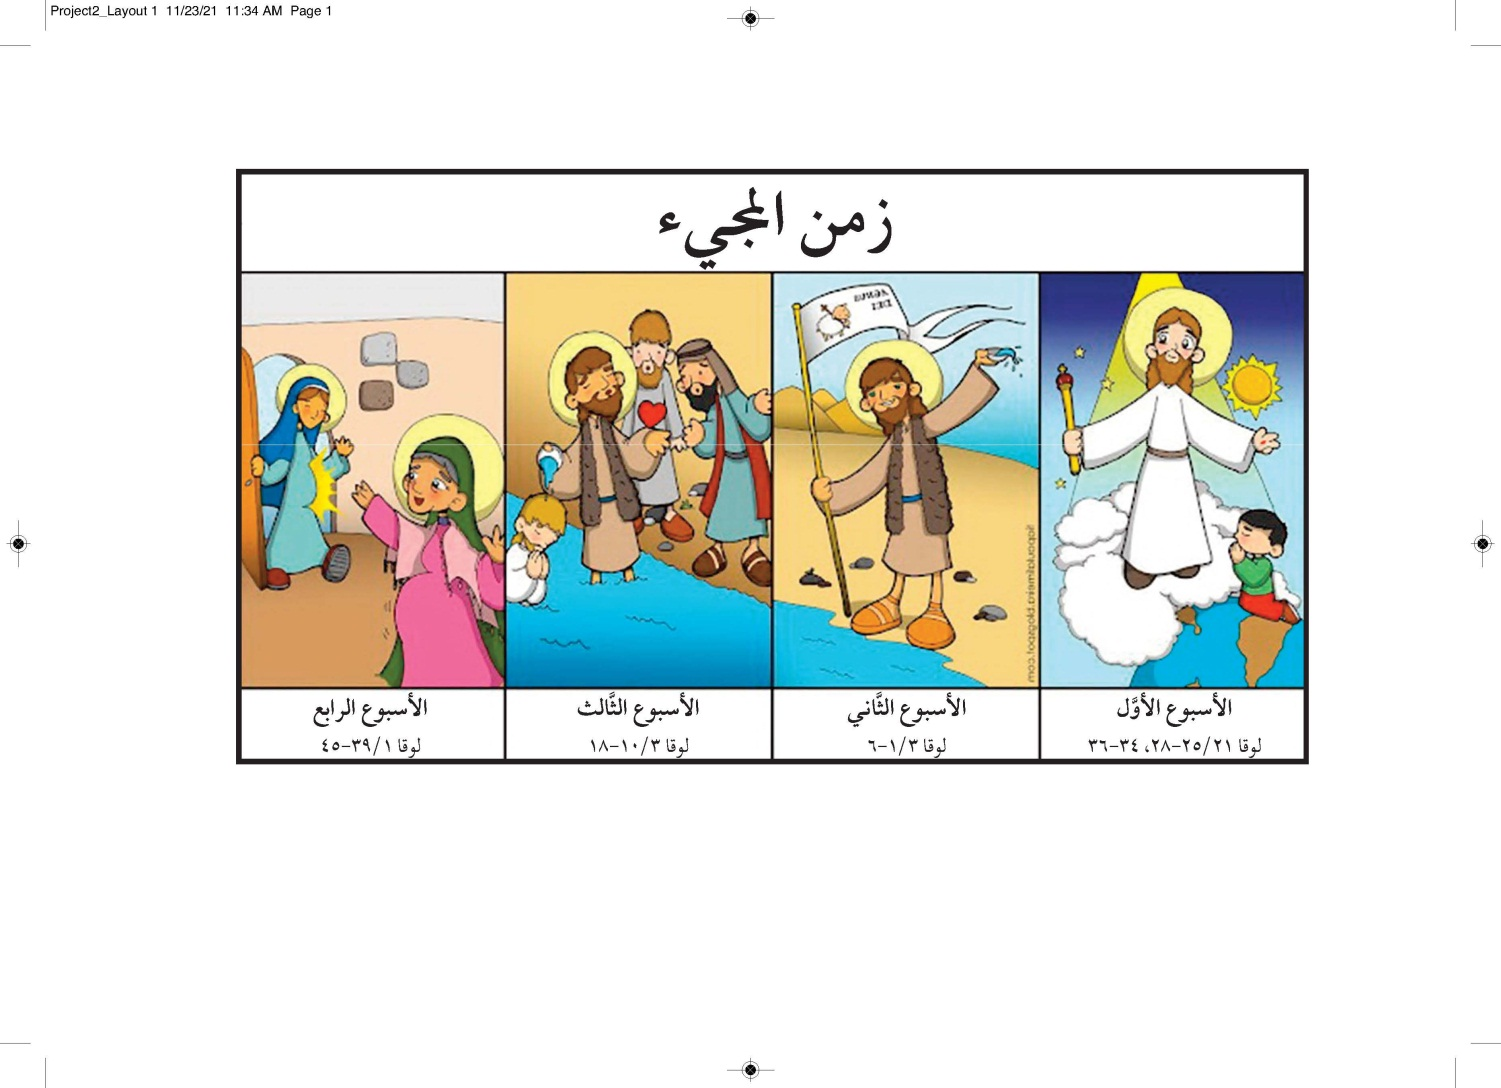 Project2_Layout 1 11/23/21 11:34 AM Page 1
زمن المجيء
AGNUS
DEI
الأسبوع الأوَّل
لوقا ٢١/ ٢٥-٢٨، ٣٤-٣٦
الأسبوع الثَّاني
لوقا ٣/ ١-٦
الأسبوع الثَّالث
لوقا ٣/ ١٠-١٨
الأسبوع الرابع
لوقا ١/ ٣٩-٤٥